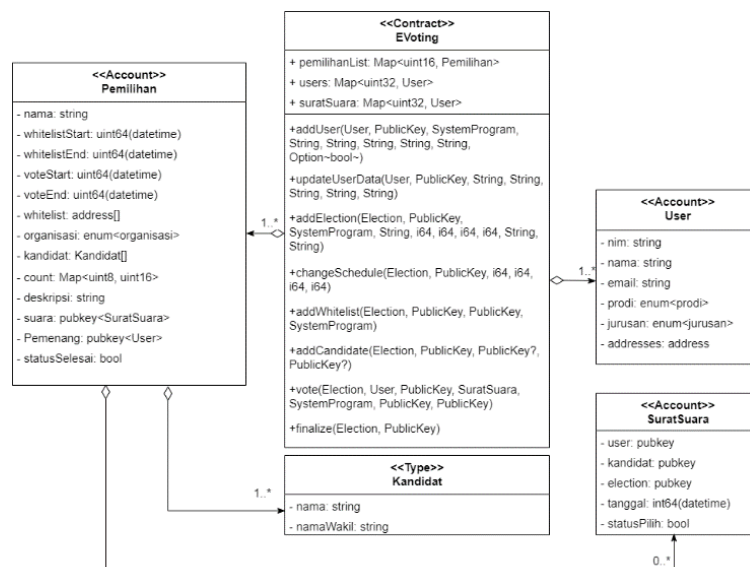 <<Contract>>
EVoting
+ pemilihanList: Map<uint16, Pemilihan>
+ users: Map<uint32, User>
+ suratSuara: Map<uint32, User>
+addUser(User, PublicKey, SystemProgram,
String, String, String, String, String,
Option~bool~)
+updateUserData(User, PublicKey, String, String,
String, String, String)
+addElection(Election, PublicKey,
SystemProgram, String, i64, i64, i64, i64, String,
String)
+changeSchedule(Election, PublicKey, i64, i64,
i64, i64)
+addWhitelist(Election, PublicKey, PublicKey,
SystemProgram)
+addCandidate(Election, PublicKey, PublicKey?,
PublicKey?)
+vote(Election, User, PublicKey, SuratSuara,
SystemProgram, PublicKey, PublicKey)
+finalize(Election, PublicKey)
<<Account>>
Pemilihan
- nama: string
- whitelistStart: uint64(datetime)
- whitelistEnd: uint64(datetime)
- voteStart: uint64(datetime)
- voteEnd: uint64(datetime)
- whitelist: address[]
- organisasi: enum<organisasi>
- kandidat: Kandidat[]
- count: Map<uint8, uint16>
- deskripsi: string
- suara: pubkey<SuratSuara>
- Pemenang: pubkey<User>
- statusSelesai: bool
1..*
<<Account>>
User
- nim: string
- nama: string
- email: string
- prodi: enum<prodi>
- jurusan: enum<jurusan>
- addresses: address
1..*
<<Type>>
Kandidat
- nama: string
- namaWakil: string
1..*
<<Account>>
SuratSuara
- user: pubkey
- kandidat: pubkey
- election: pubkey
- tanggal: int64(datetime)
- statusPilih: bool
0..*